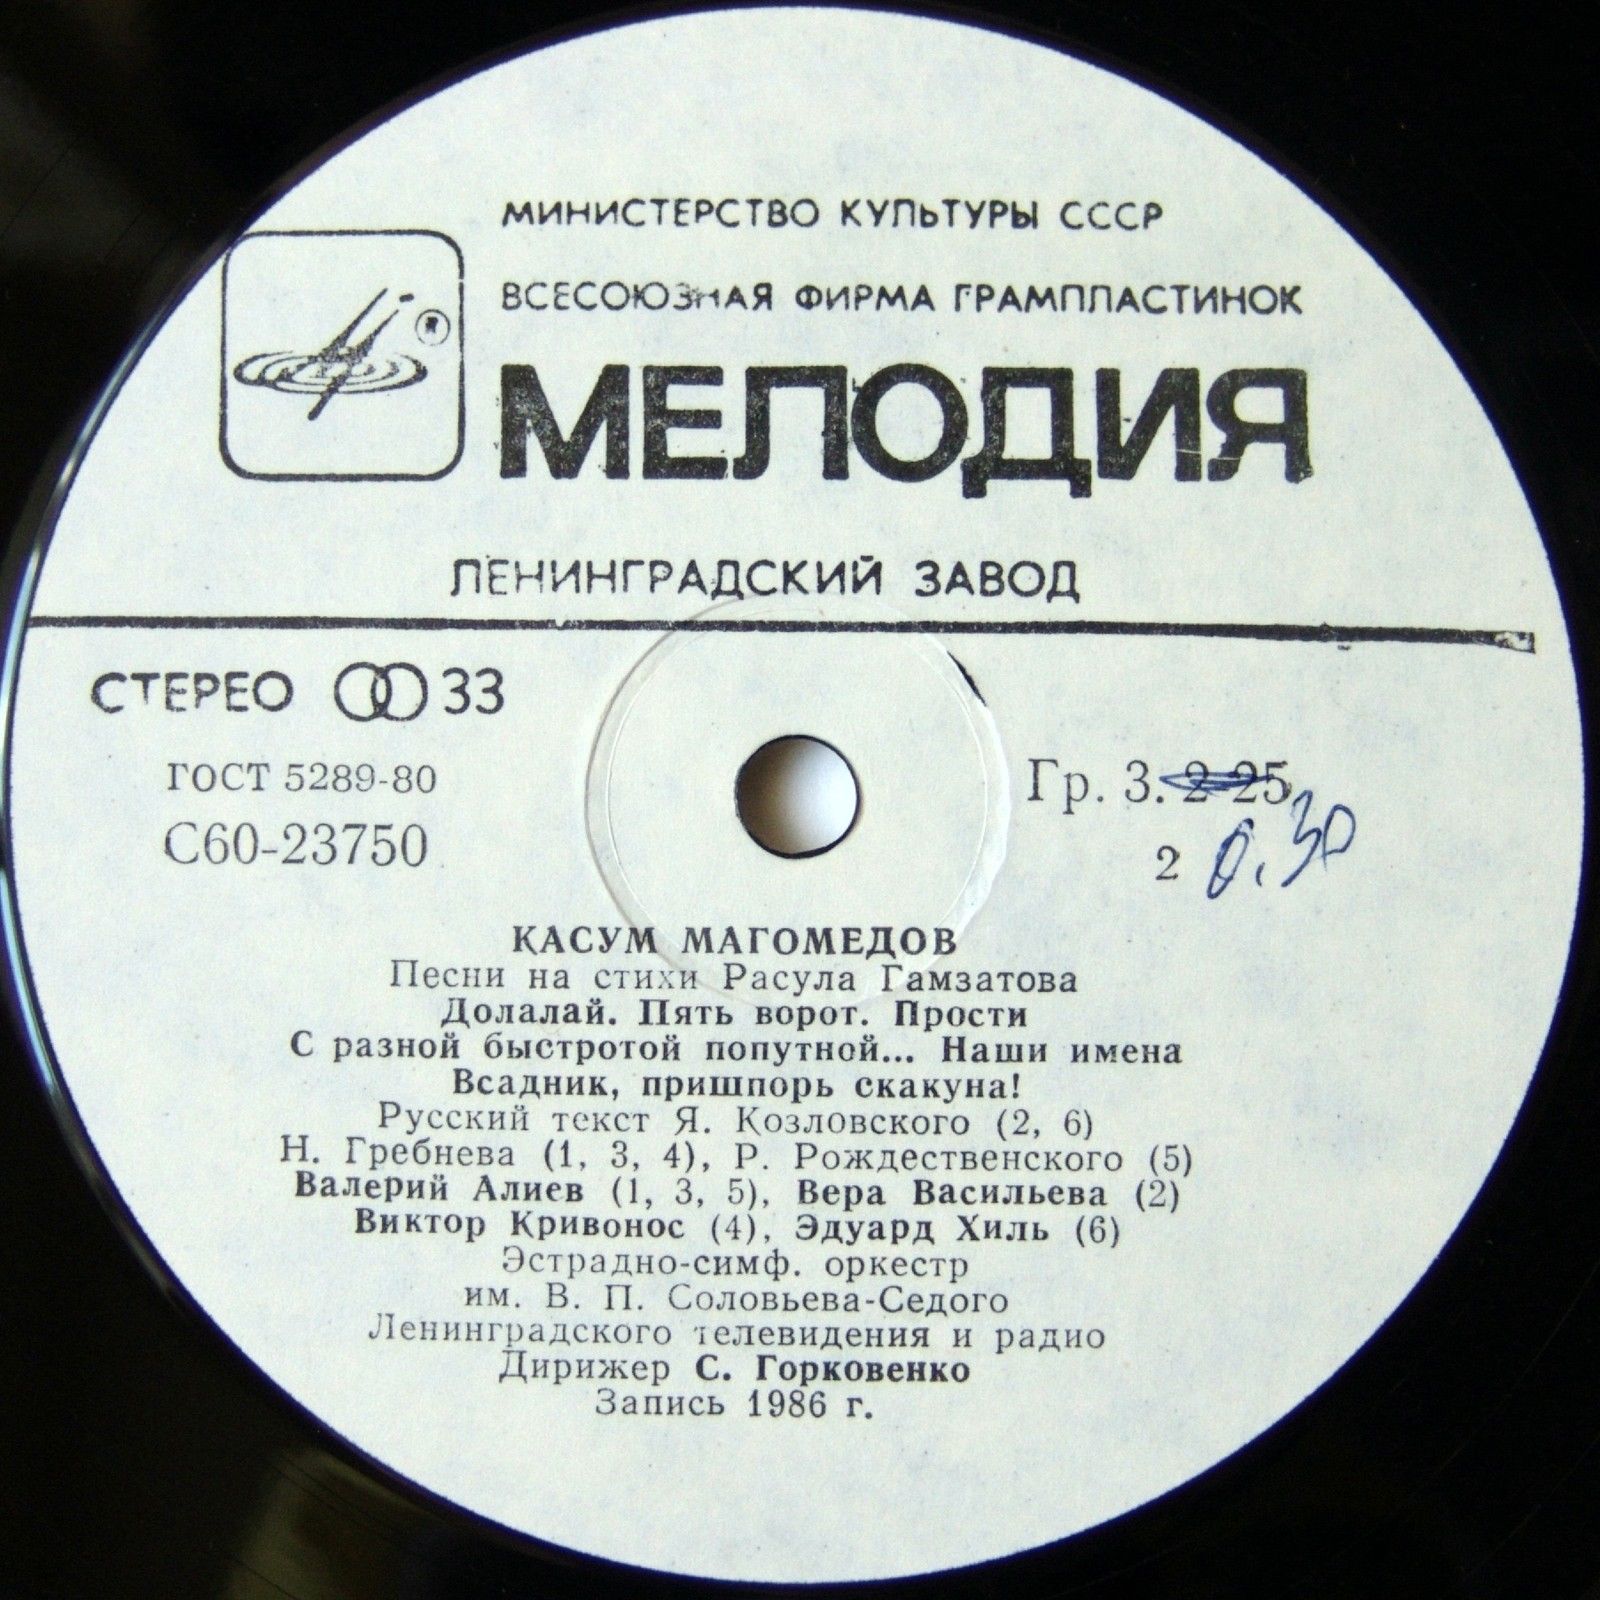 МИНИСТЕРСТВО КУЛЬТУРЫ СССР
ВСЕСОЮЗНАЯ ФИРМА ГРАМПЛАСТИНОК
МЕЛОДИЯ
ЛЕНИНГРАДСКИЙ ЗАВОД
СТЕРЕО 33
ГОСТ 5289-80
С60-23750
Гр. 3. 2-25
2 0.30
КАСУМ МАГОМЕДОВ
Песни на стихи Расула Гамзатова
Долалай. Пять ворот. Прости
С разной быстротой попутной... Наши имена
Всадник, пришпорь скакуна!
Русский текст Я. Козловского (2, 6)
Н. Гребнева (1, 3, 4), Р. Рождественского (5)
Валерий Алиев (1, 3, 5), Вера Васильева (2)
Виктор Кривонос (4), Эдуард Хиль (6)
Эстрадно-симф. оркестр
им. В. П. Соловьева-Седого
Ленинградского телевидения и радио
Дирижер С. Горковенко
Запись 1986 г.